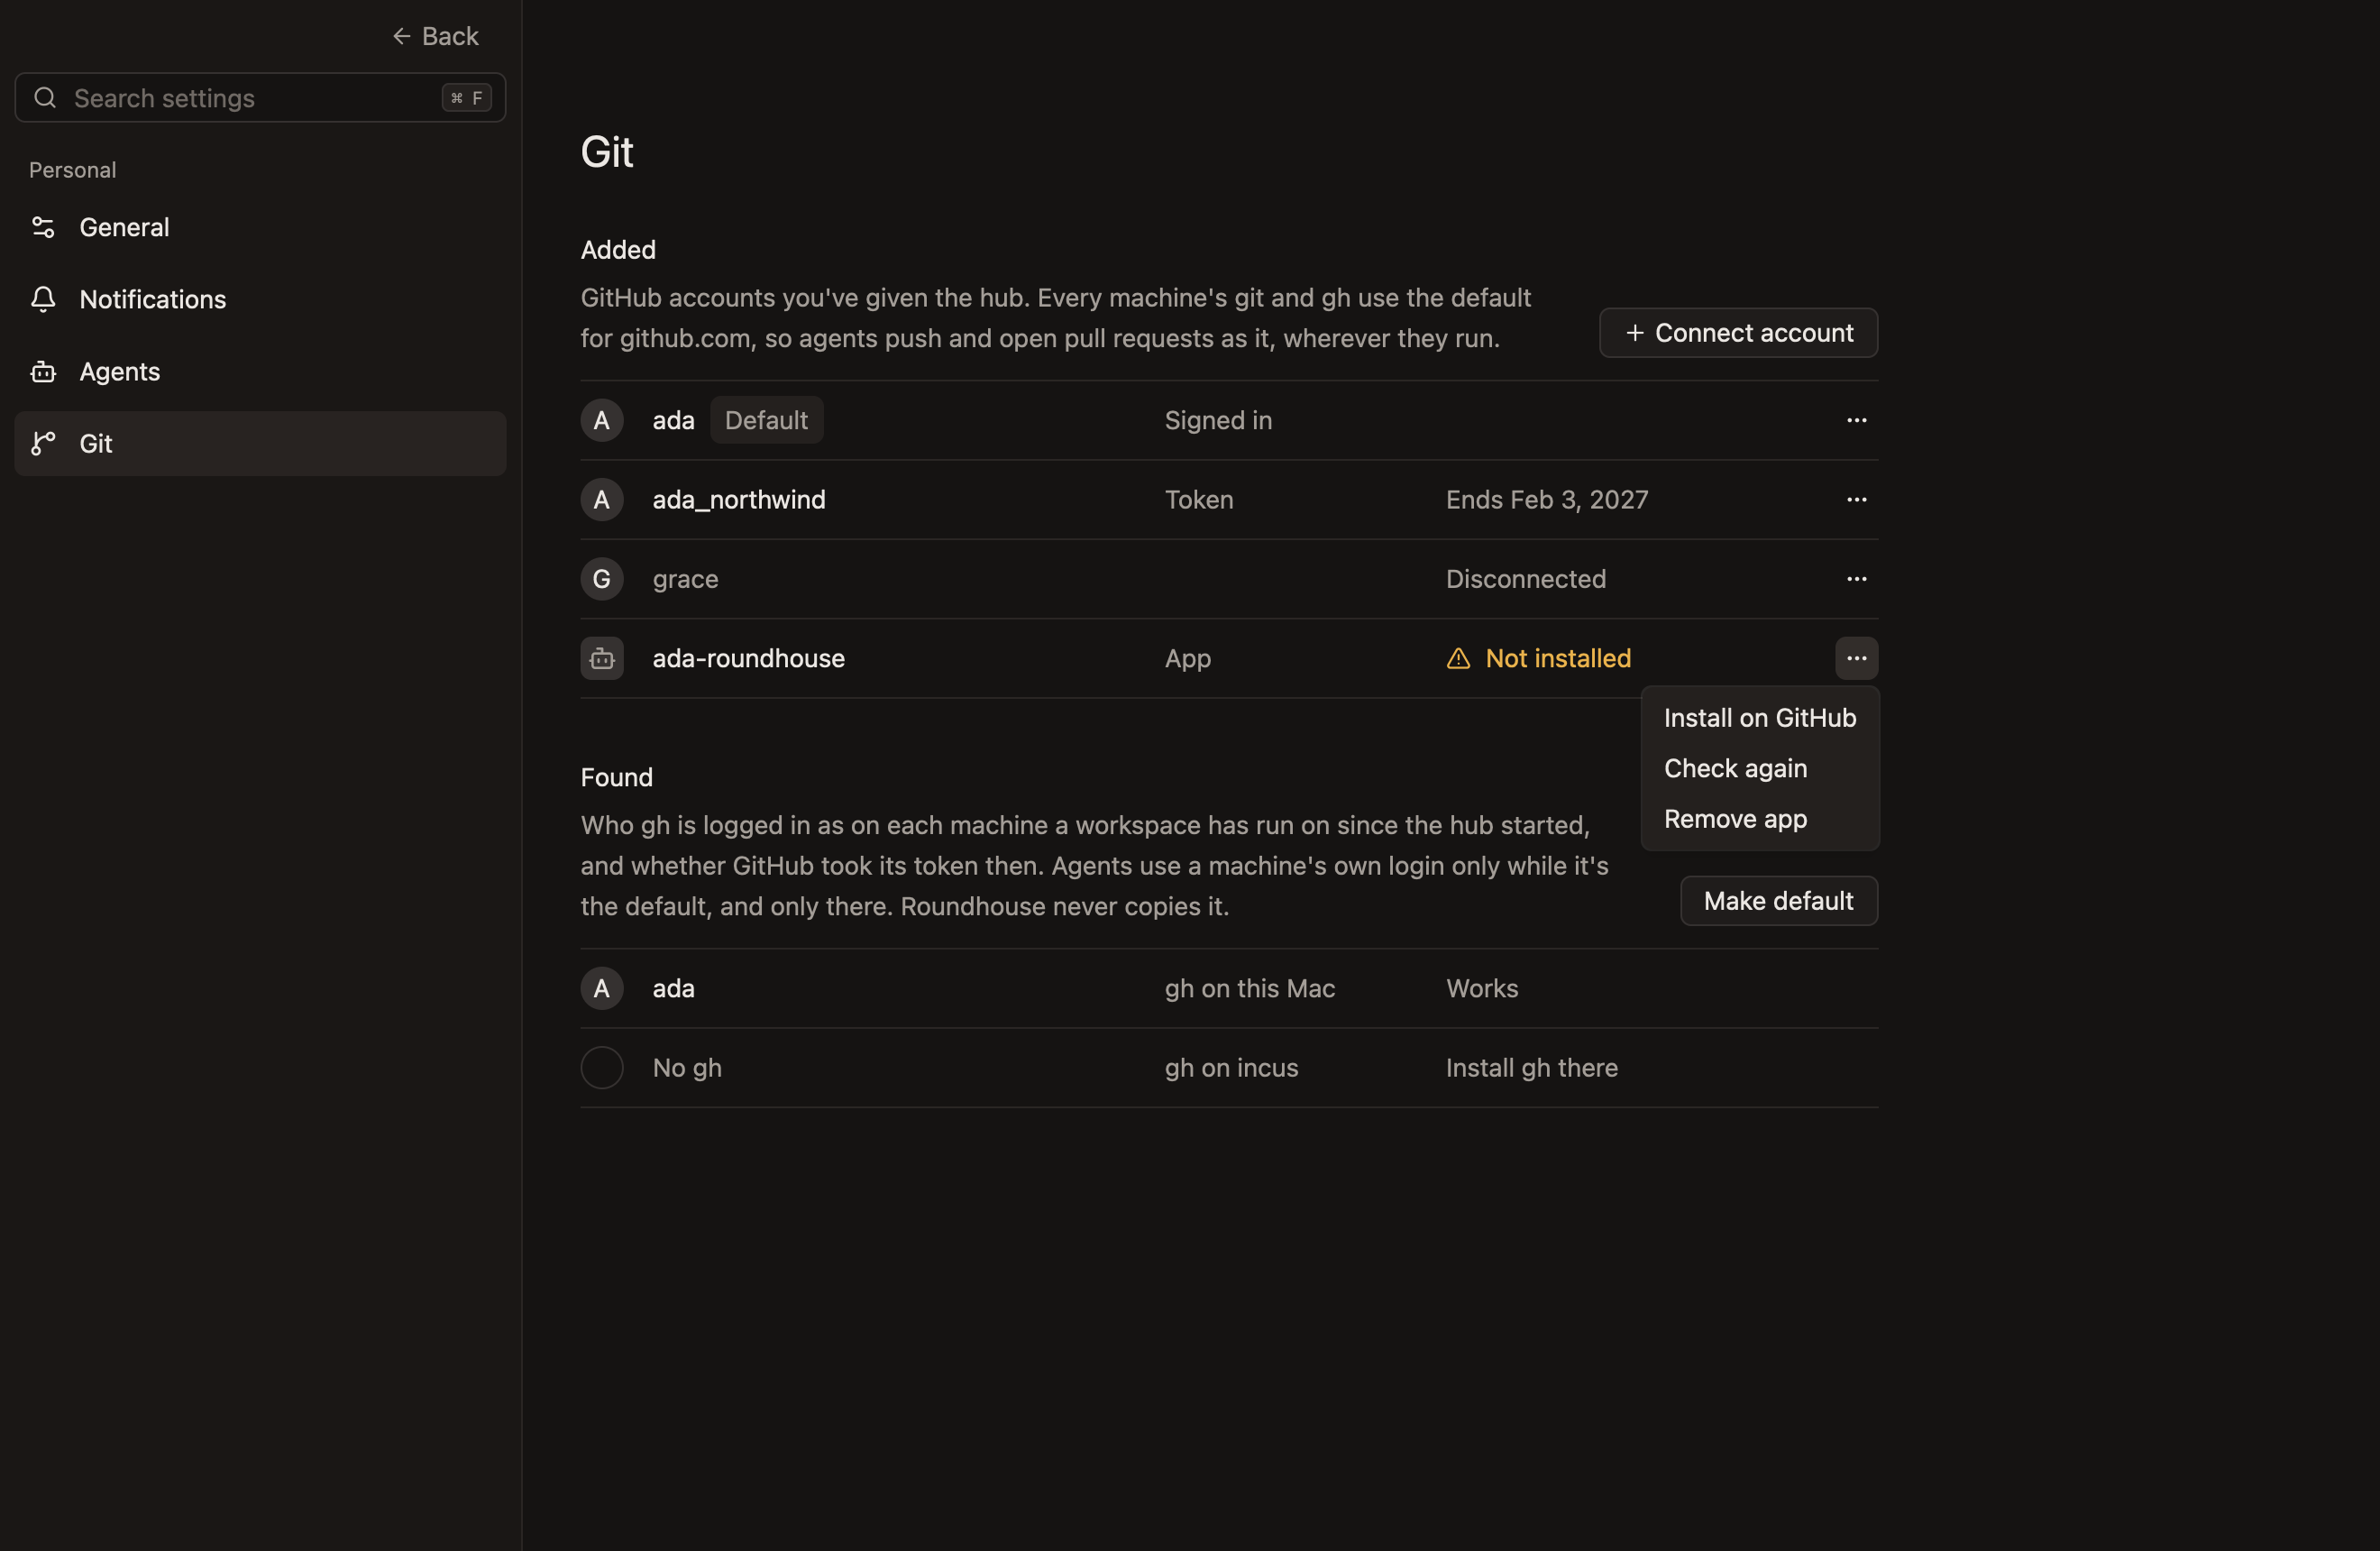 ← Back
Search settings ⌘ F
Personal
General
Notifications
Agents
Git
Git
Added
GitHub accounts you've given the hub. Every machine's git and gh use the default
for github.com, so agents push and open pull requests as it, wherever they run.
+ Connect account
A ada Default Signed in ...
A ada_northwind Token Ends Feb 3, 2027 ...
G grace Disconnected ...
ada-roundhouse App Not installed ...
Install on GitHub
Check again
Remove app
Found
Who gh is logged in as on each machine a workspace has run on since the hub started,
and whether GitHub took its token then. Agents use a machine's own login only while it's
the default, and only there. Roundhouse never copies it.
Make default
A ada gh on this Mac Works
No gh gh on incus Install gh there